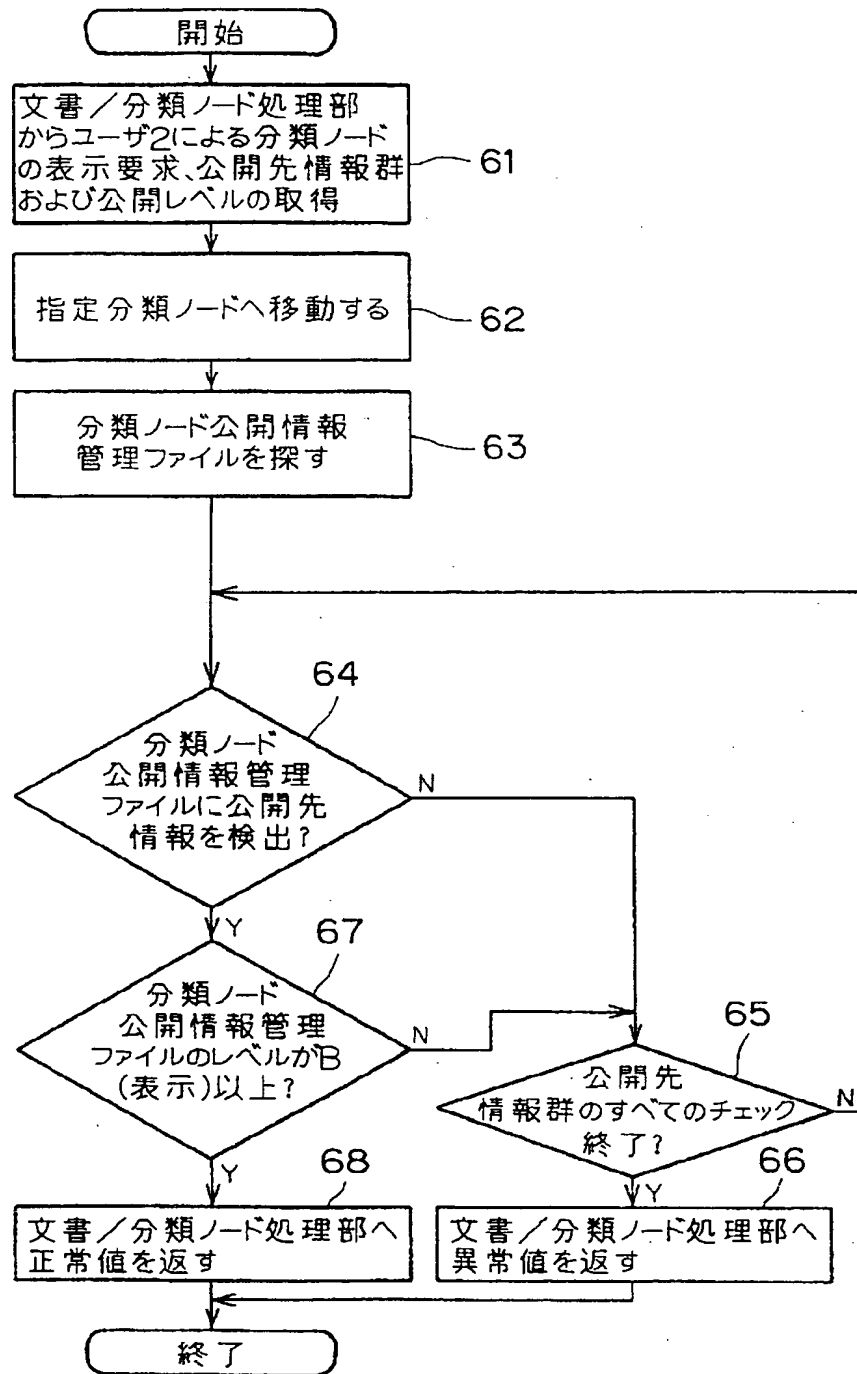 開始
文書／分類ノード処理部
からユーザ2による分類ノード
の表示要求、公開先情報群
および公開レベルの取得
61
指定分類ノードへ移動する
62
分類ノード公開情報
管理ファイルを探す
63
64
分類ノード
公開情報管理
ファイルに公開先
情報を検出?
N
Y
67
分類ノード
公開情報管理
ファイルのレベルがB
(表示)以上?
N
65
公開先
情報群のすべてのチェック
終了?
N
Y
68
Y
66
文書／分類ノード処理部へ
正常値を返す
文書／分類ノード処理部へ
異常値を返す
終了